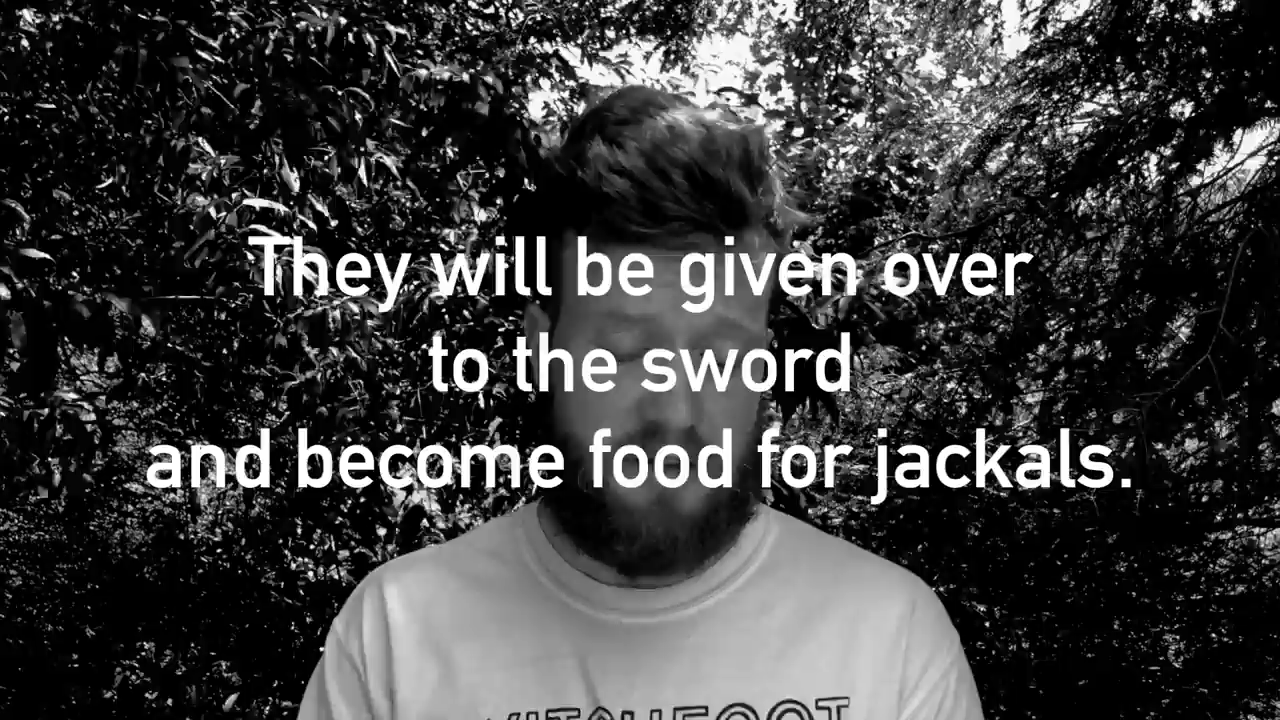 They will be given over
to the sword
and become food for jackals.